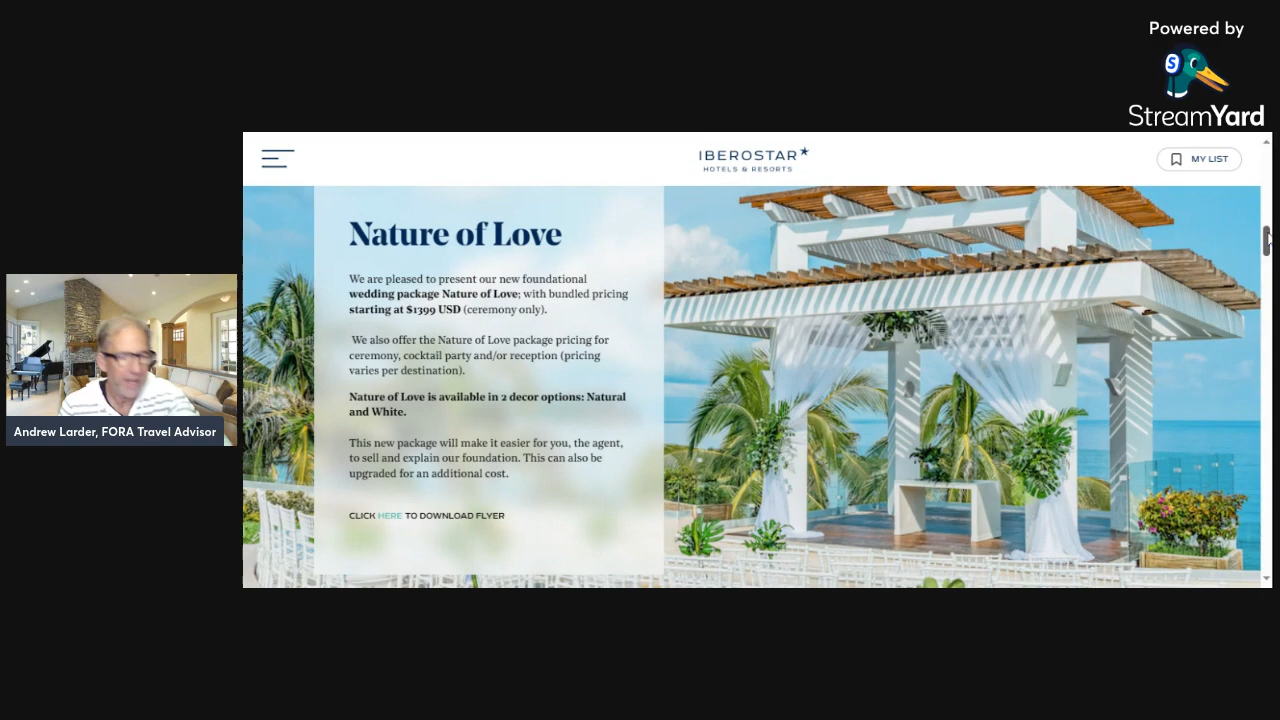 Powered by
S
StreamYard
IBEROSTAR
HOTELS & RESORTS
MY LIST
Nature of Love
We are pleased to present our new foundational
wedding package Nature of Love; with bundled pricing
starting at $1399 USD (ceremony only).
We also offer the Nature of Love package pricing for
ceremony, cocktail party and/or reception (pricing
varies per destination).
Nature of Love is available in 2 decor options: Natural
and White.
This new package will make it easier for you, the agent,
to sell and explain our foundation. This can also be
upgraded for an additional cost.
CLICK HERE TO DOWNLOAD FLYER
Andrew Larder, FORA Travel Advisor